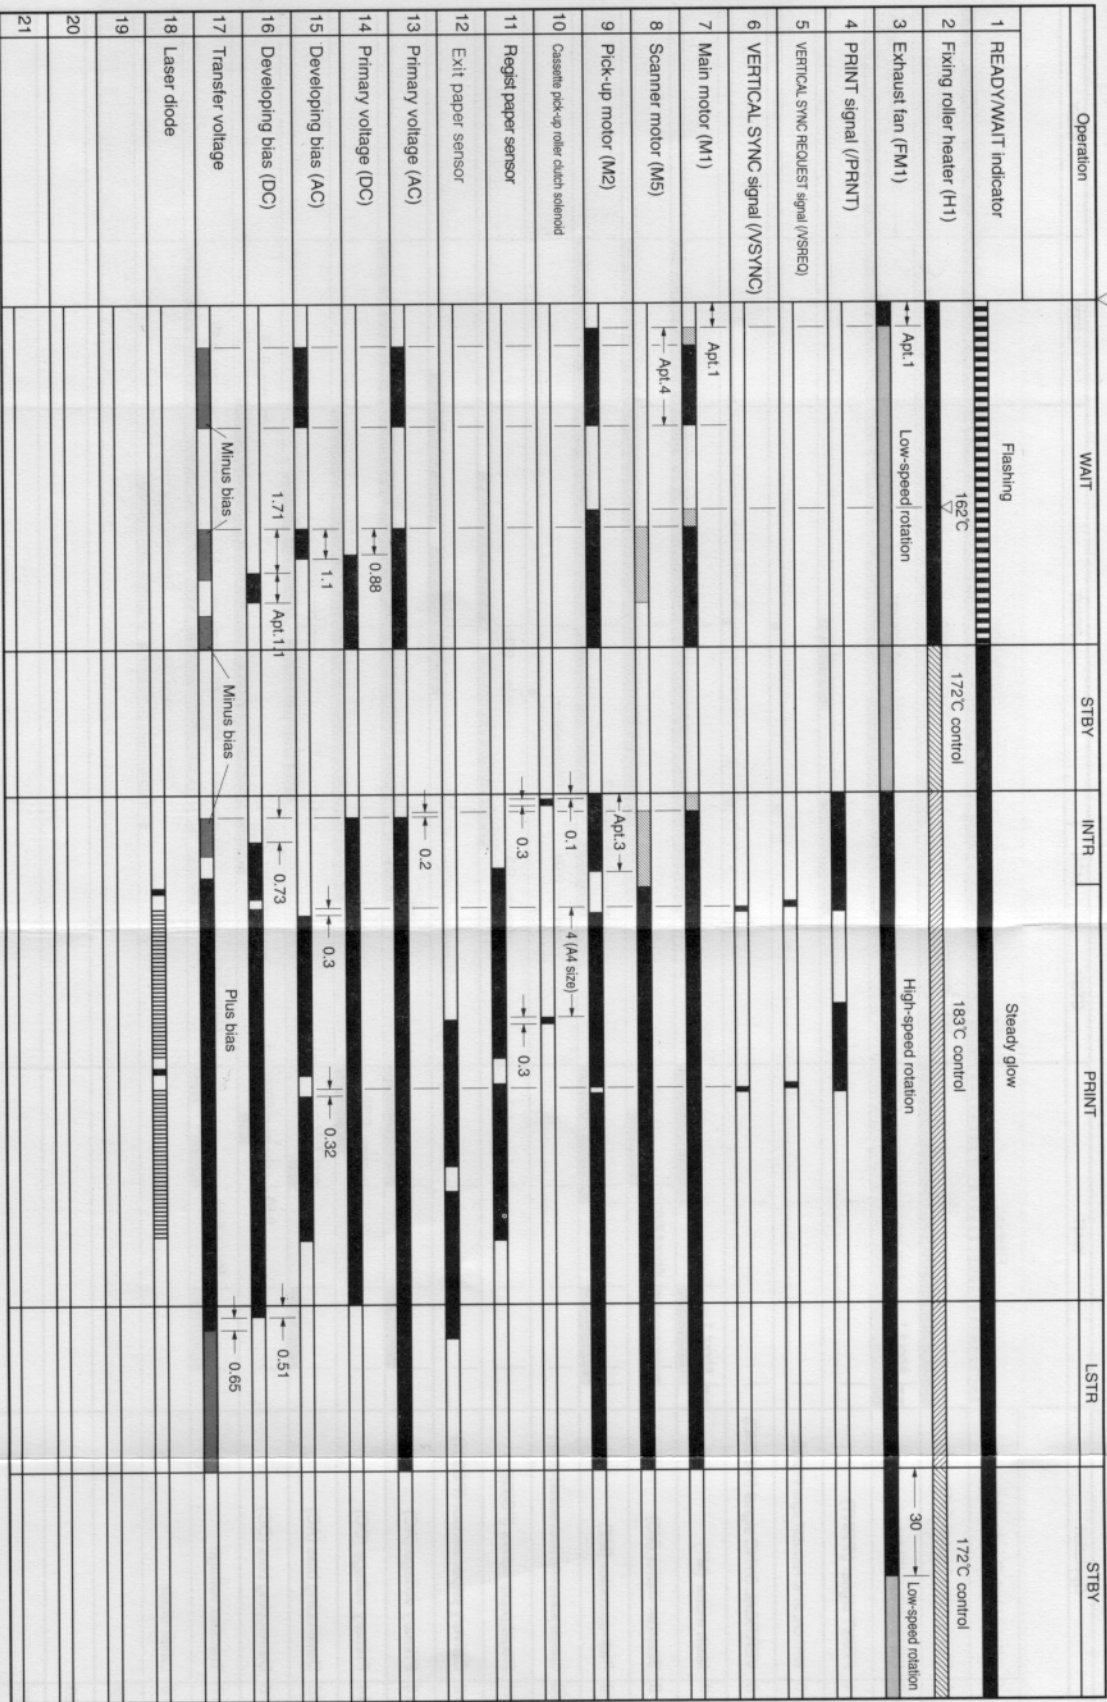 Operation
WAIT
STBY
INTR
PRINT
LSTR
STBY
1 READY/WAIT indicator
Flashing
Steady glow
2 Fixing roller heater (H1)
162°C
172°C control
183°C control
172°C control
3 Exhaust fan (FM1)
Apt.1
Low-speed rotation
High-speed rotation
30
Low-speed rotation
4 PRINT signal (/PRNT)
5 VERTICAL SYNC REQUEST signal (/VSREQ)
6 VERTICAL SYNC signal (/VSYNC)
7 Main motor (M1)
Apt.1
8 Scanner motor (M5)
Apt.4
9 Pick-up motor (M2)
Apt.3
10 Cassette pick-up roller clutch solenoid
0.1
4 (A4 size)
11 Regist paper sensor
0.3
0.3
12 Exit paper sensor
13 Primary voltage (AC)
0.2
14 Primary voltage (DC)
0.88
15 Developing bias (AC)
1.1
0.3
0.32
16 Developing bias (DC)
1.71
Apt.1.1
0.73
0.51
17 Transfer voltage
Minus bias
Minus bias
Plus bias
0.65
18 Laser diode
19
20
21